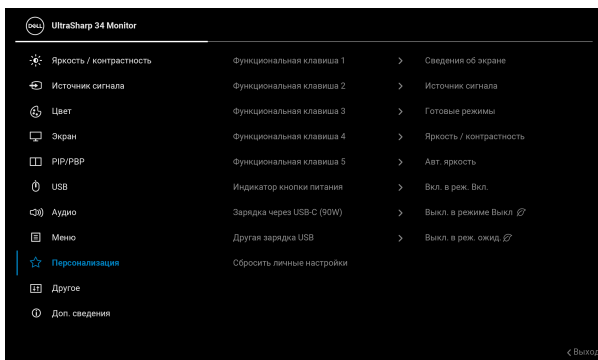 DELL UltraSharp 34 Monitor
Яркость / контрастность Функциональная клавиша 1 > Сведения об экране
Источник сигнала Функциональная клавиша 2 > Источник сигнала
Цвет Функциональная клавиша 3 > Готовые режимы
Экран Функциональная клавиша 4 > Яркость / контрастность
PIP/PBP Функциональная клавиша 5 > Авт. яркость
USB Индикатор кнопки питания > Вкл. в реж. Вкл.
Аудио Зарядка через USB-C (90W) > Выкл. в режиме Выкл
Меню Другая зарядка USB > Выкл. в реж. ожид.
Персонализация Сбросить личные настройки
Другое
Доп. сведения
< Выход